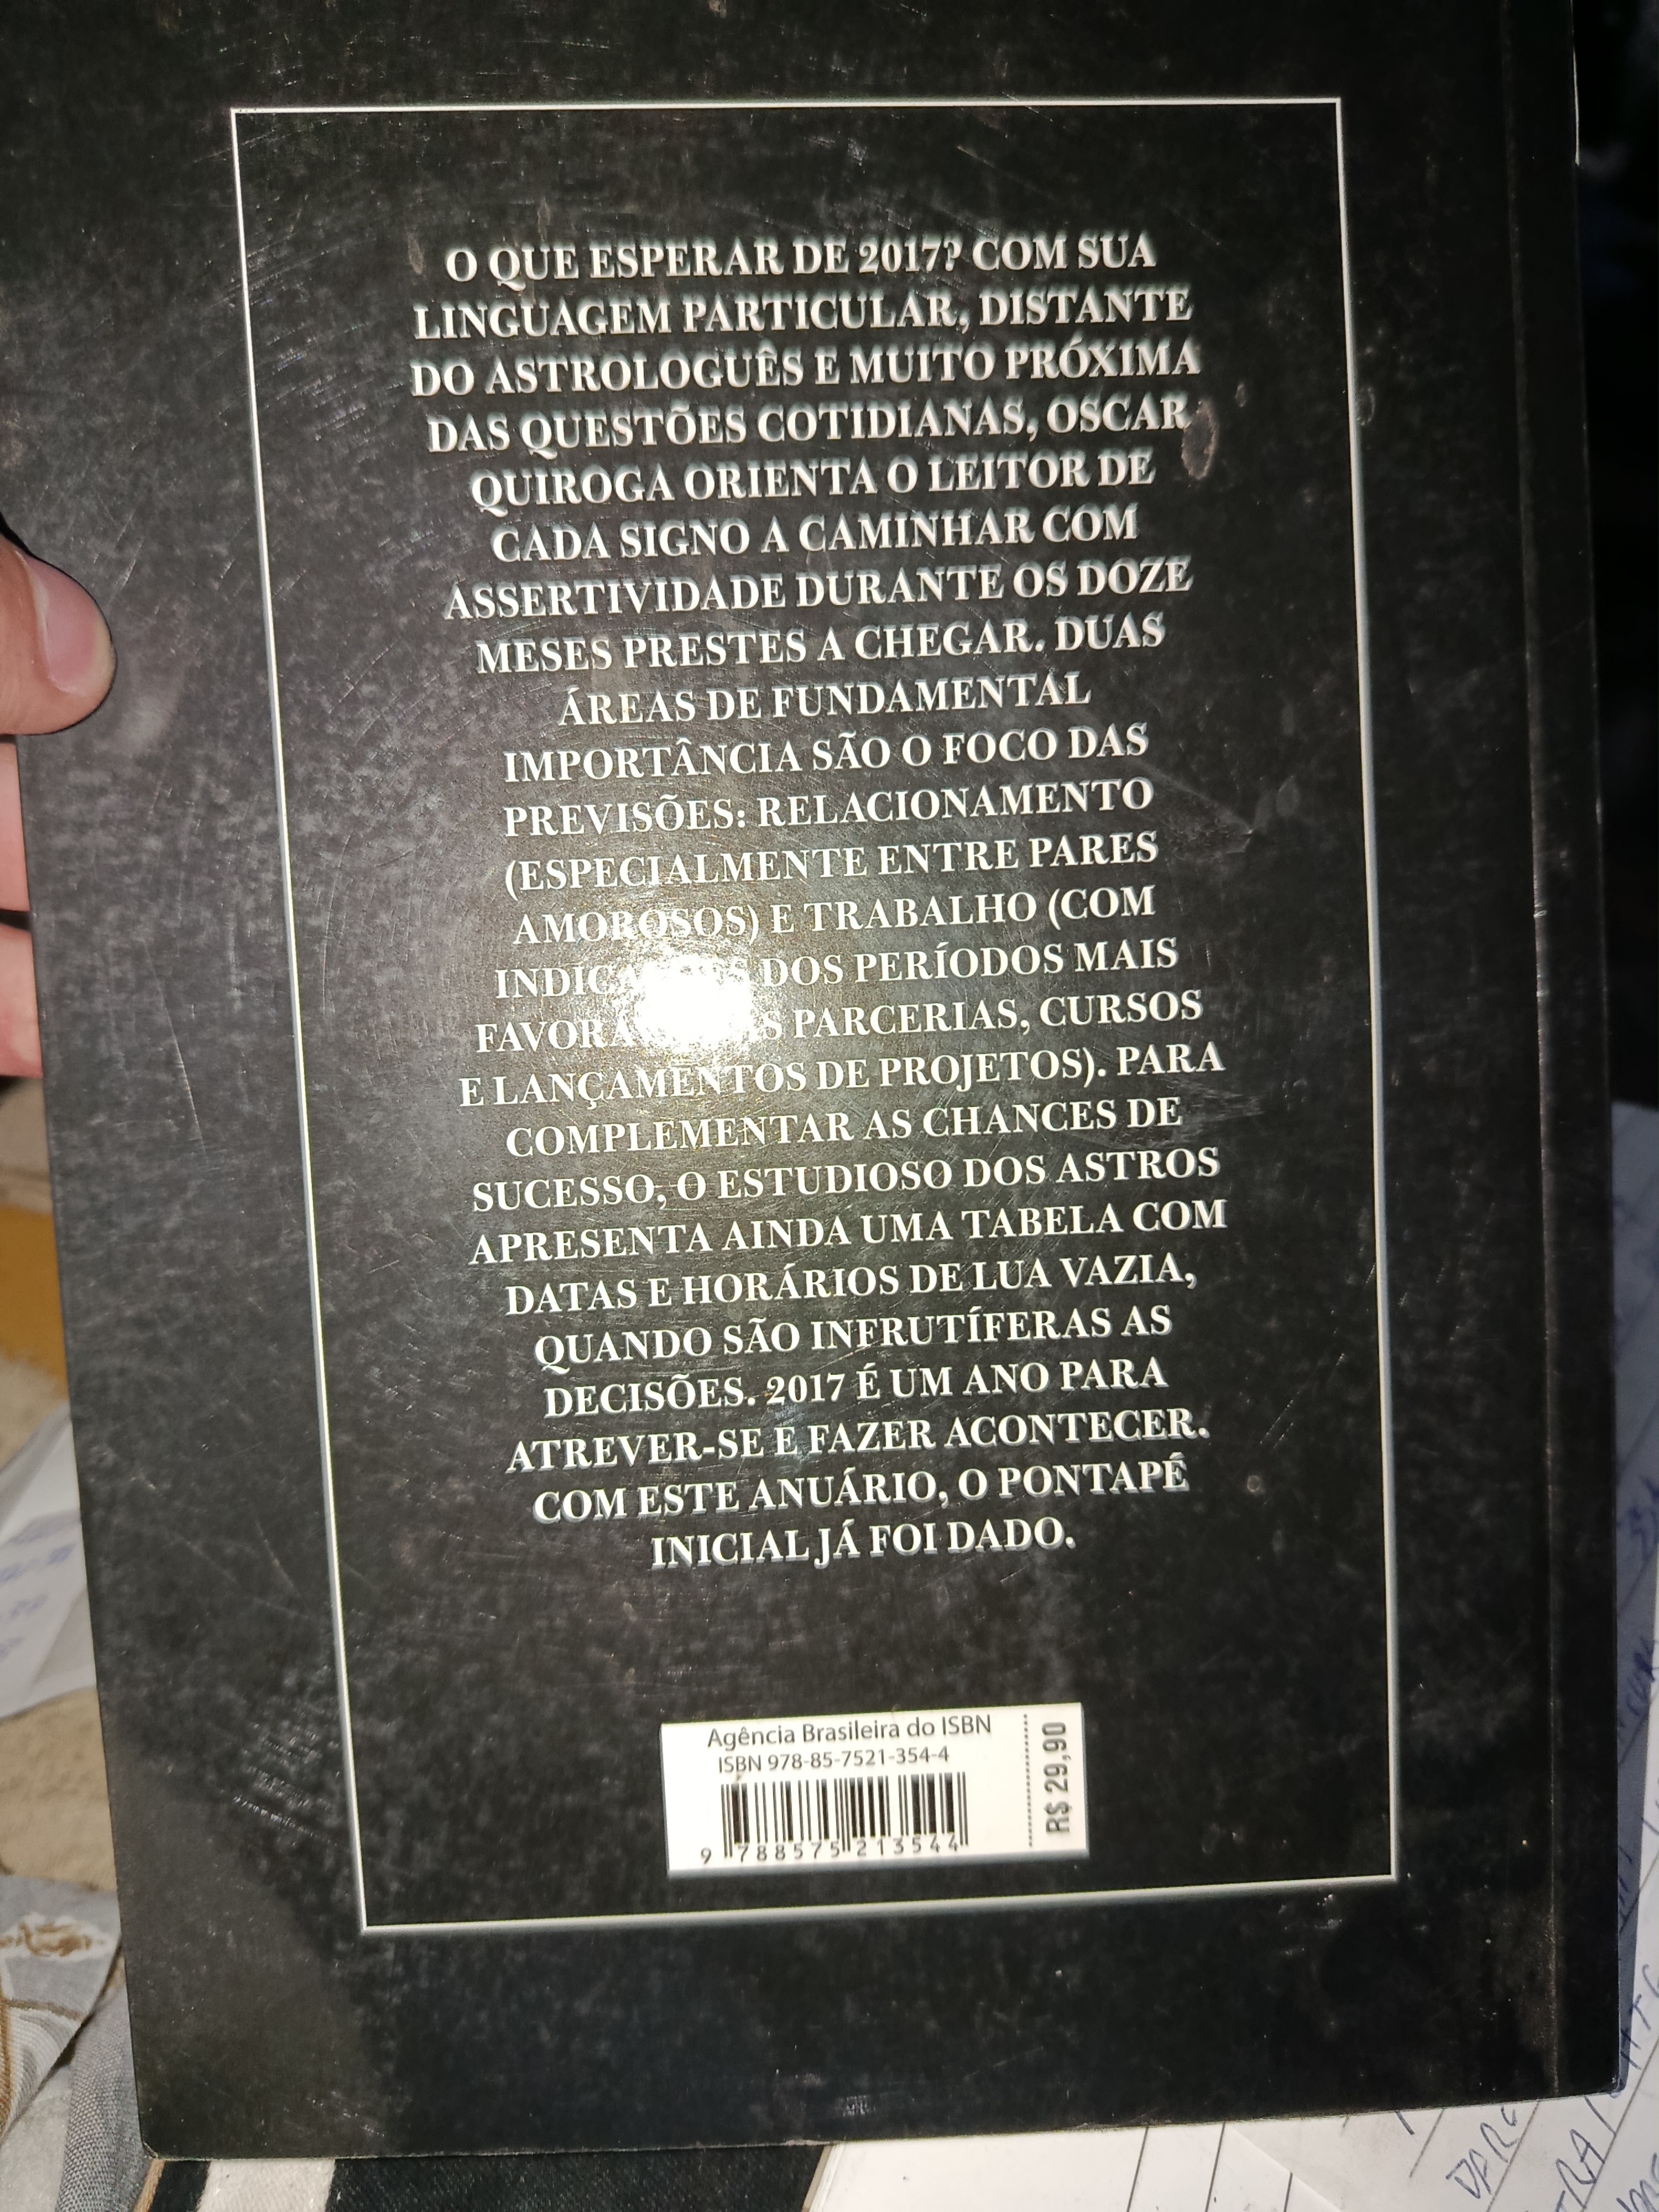 O QUE ESPERAR DE 2017? COM SUA
LINGUAGEM PARTICULAR, DISTANTE
DO ASTROLOGUÊS E MUITO PRÓXIMA
DAS QUESTÕES COTIDIANAS, OSCAR
QUIROGA ORIENTA O LEITOR DE
CADA SIGNO A CAMINHAR COM
ASSERTIVIDADE DURANTE OS DOZE
MESES PRESTES A CHEGAR. DUAS
ÁREAS DE FUNDAMENTAL
IMPORTÂNCIA SÃO O FOCO DAS
PREVISÕES: RELACIONAMENTO
(ESPECIALMENTE ENTRE PARES
AMOROSOS) E TRABALHO (COM
DOS PERÍODOS MAIS
PARCERIAS, CURSOS
E LANÇAMENTOS DE PROJETOS). PARA
COMPLEMENTAR AS CHANCES DE
SUCESSO, O ESTUDIOSO DOS ASTROS
APRESENTA AINDA UMA TABELA COM
DATAS E HORÁRIOS DE LUA VAZIA,
QUANDO SÃO INFRUTÍFERAS AS
DECISÕES. 2017 É UM ANO PARA
ATREVER-SE E FAZER ACONTECER.
COM ESTE ANUÁRIO, O PONTAPÉ
INICIAL JÁ FOI DADO.
Agência Brasileira do ISBN
ISBN 978-85-7521-354-4
9 788575 213544
R$ 29,90